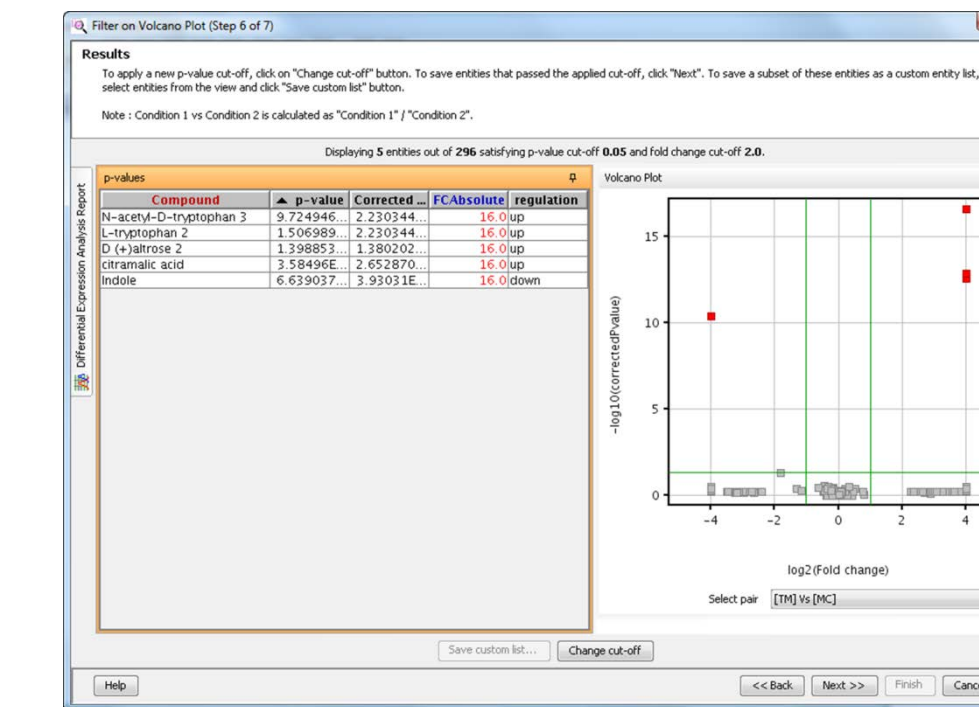 Filter on Volcano Plot (Step 6 of 7)
Results
To apply a new p-value cut-off, click on "Change cut-off" button. To save entities that passed the applied cut-off, click "Next". To save a subset of these entities as a custom entity list,
select entities from the view and click "Save custom list" button.
Note : Condition 1 vs Condition 2 is calculated as "Condition 1" / "Condition 2".
Displaying 5 entities out of 296 satisfying p-value cut-off 0.05 and fold change cut-off 2.0.
Differential Expression Analysis Report
p-values
Compound p-value Corrected ... FCAbsolute regulation
N-acetyl-D-tryptophan 3 9.724946... 2.230344... 16.0 up
L-tryptophan 2 1.506989... 2.230344... 16.0 up
D (+)altrose 2 1.398853... 1.380202... 16.0 up
citramalic acid 3.58496E... 2.652870... 16.0 up
Indole 6.639037... 3.93031E... 16.0 down
Volcano Plot
-log10(correctedPvalue)
15
10
5
0
-4 -2 0 2 4
log2(Fold change)
Select pair [TM] Vs [MC]
Save custom list... Change cut-off
Help << Back Next >> Finish Canc